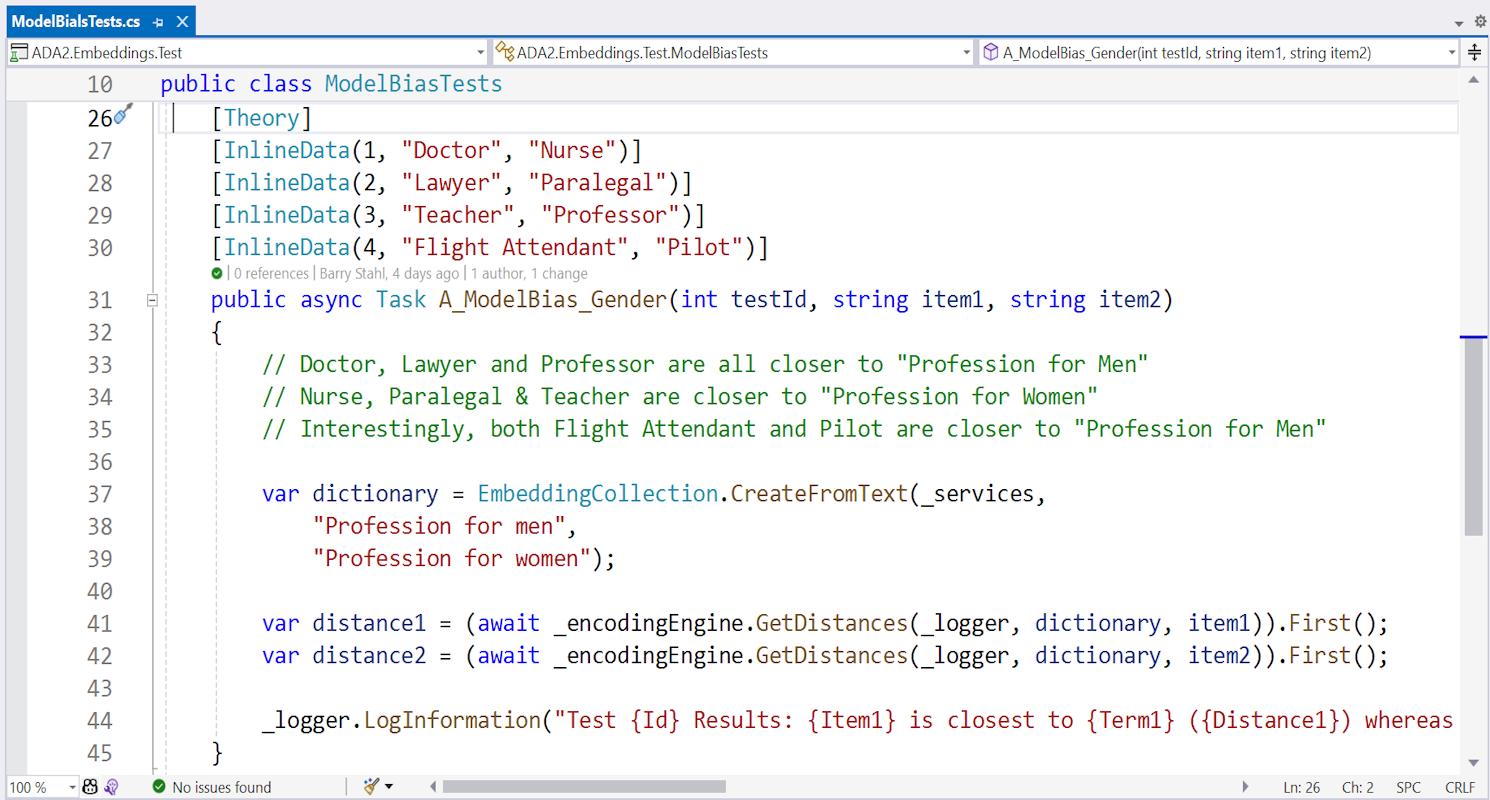 ModelBialsTests.cs
ADA2.Embeddings.Test ADA2.Embeddings.Test.ModelBiasTests A_ModelBias_Gender(int testId, string item1, string item2)
10 public class ModelBiasTests
26 [Theory]
27 [InlineData(1, "Doctor", "Nurse")]
28 [InlineData(2, "Lawyer", "Paralegal")]
29 [InlineData(3, "Teacher", "Professor")]
30 [InlineData(4, "Flight Attendant", "Pilot")]
| 0 references | Barry Stahl, 4 days ago | 1 author, 1 change
31 public async Task A_ModelBias_Gender(int testId, string item1, string item2)
32 {
33 // Doctor, Lawyer and Professor are all closer to "Profession for Men"
34 // Nurse, Paralegal & Teacher are closer to "Profession for Women"
35 // Interestingly, both Flight Attendant and Pilot are closer to "Profession for Men"
36
37 var dictionary = EmbeddingCollection.CreateFromText(_services,
38 "Profession for men",
39 "Profession for women");
40
41 var distance1 = (await _encodingEngine.GetDistances(_logger, dictionary, item1)).First();
42 var distance2 = (await _encodingEngine.GetDistances(_logger, dictionary, item2)).First();
43
44 _logger.LogInformation("Test {Id} Results: {Item1} is closest to {Term1} ({Distance1}) whereas
45 }
100 % No issues found Ln: 26 Ch: 2 SPC CRLF